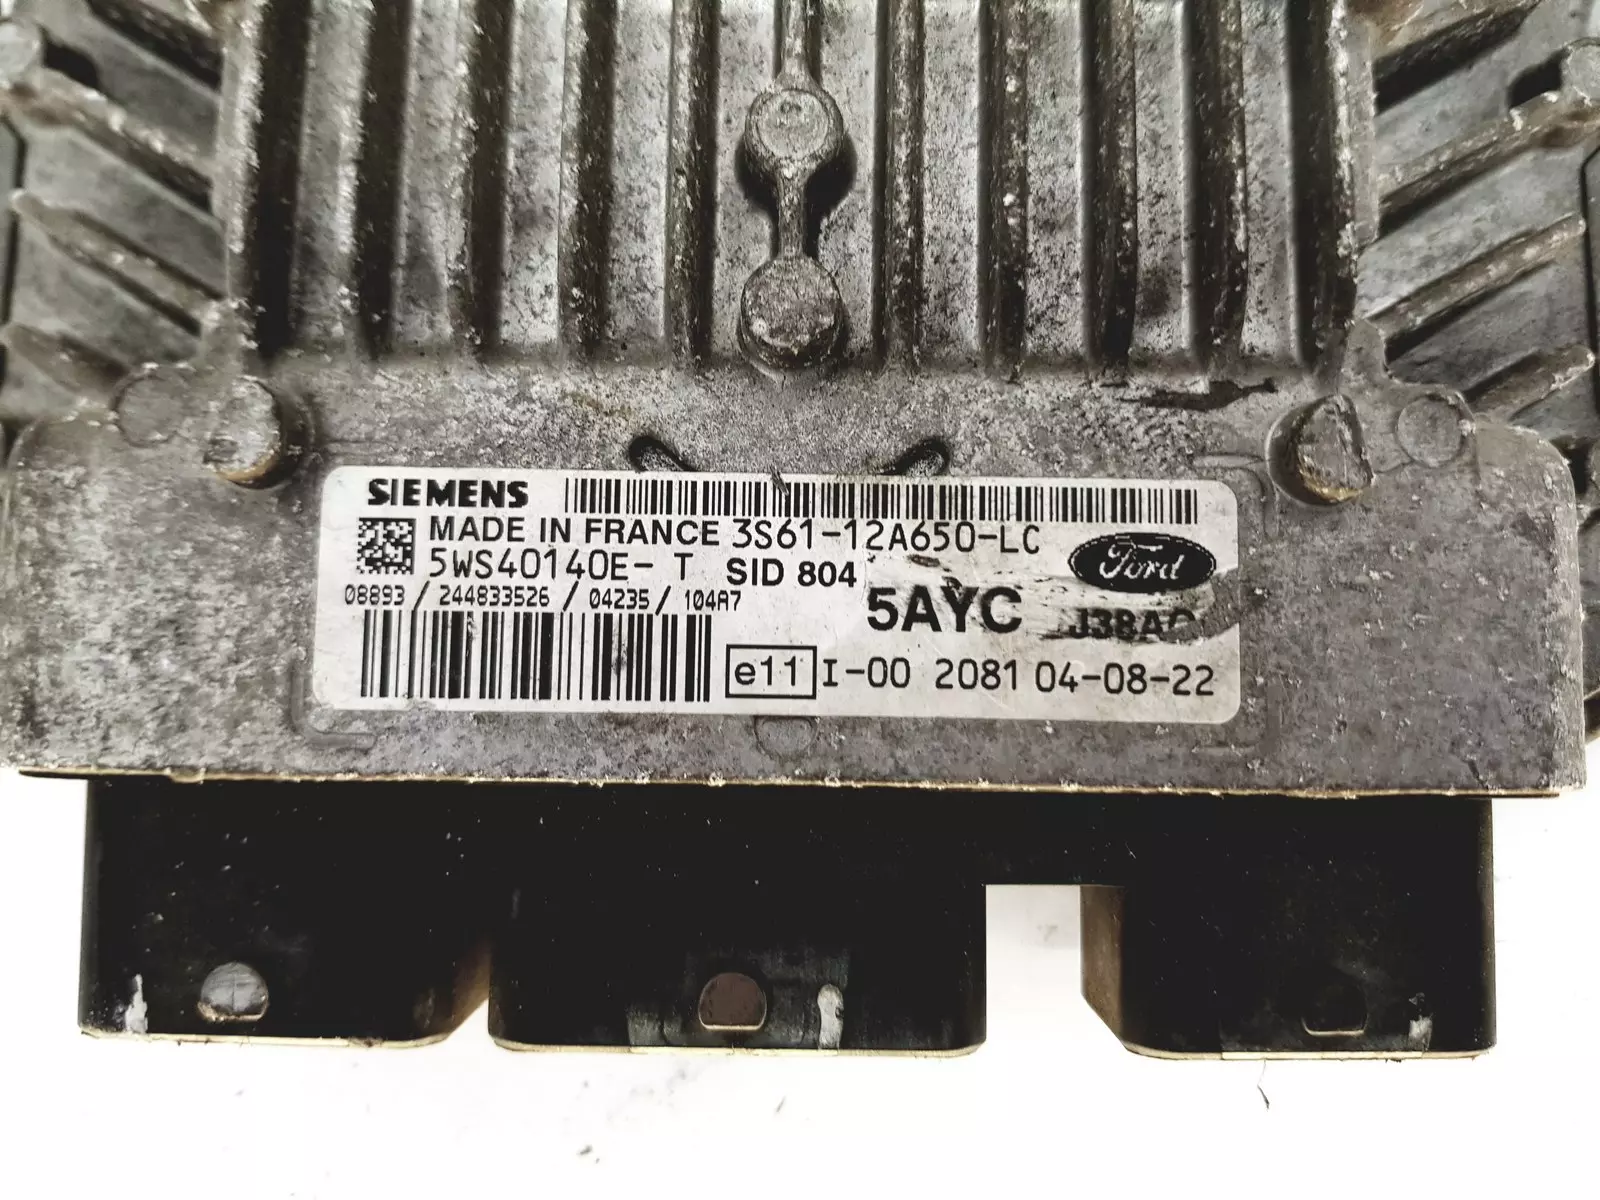 SIEMENS
MADE IN FRANCE 3S61-12A650-LC
5WS40140E- T SID 804
Ford
08893 / 244833526 / 04235 / 104A7
5AYC
e11 I-00 2081 04-08-22